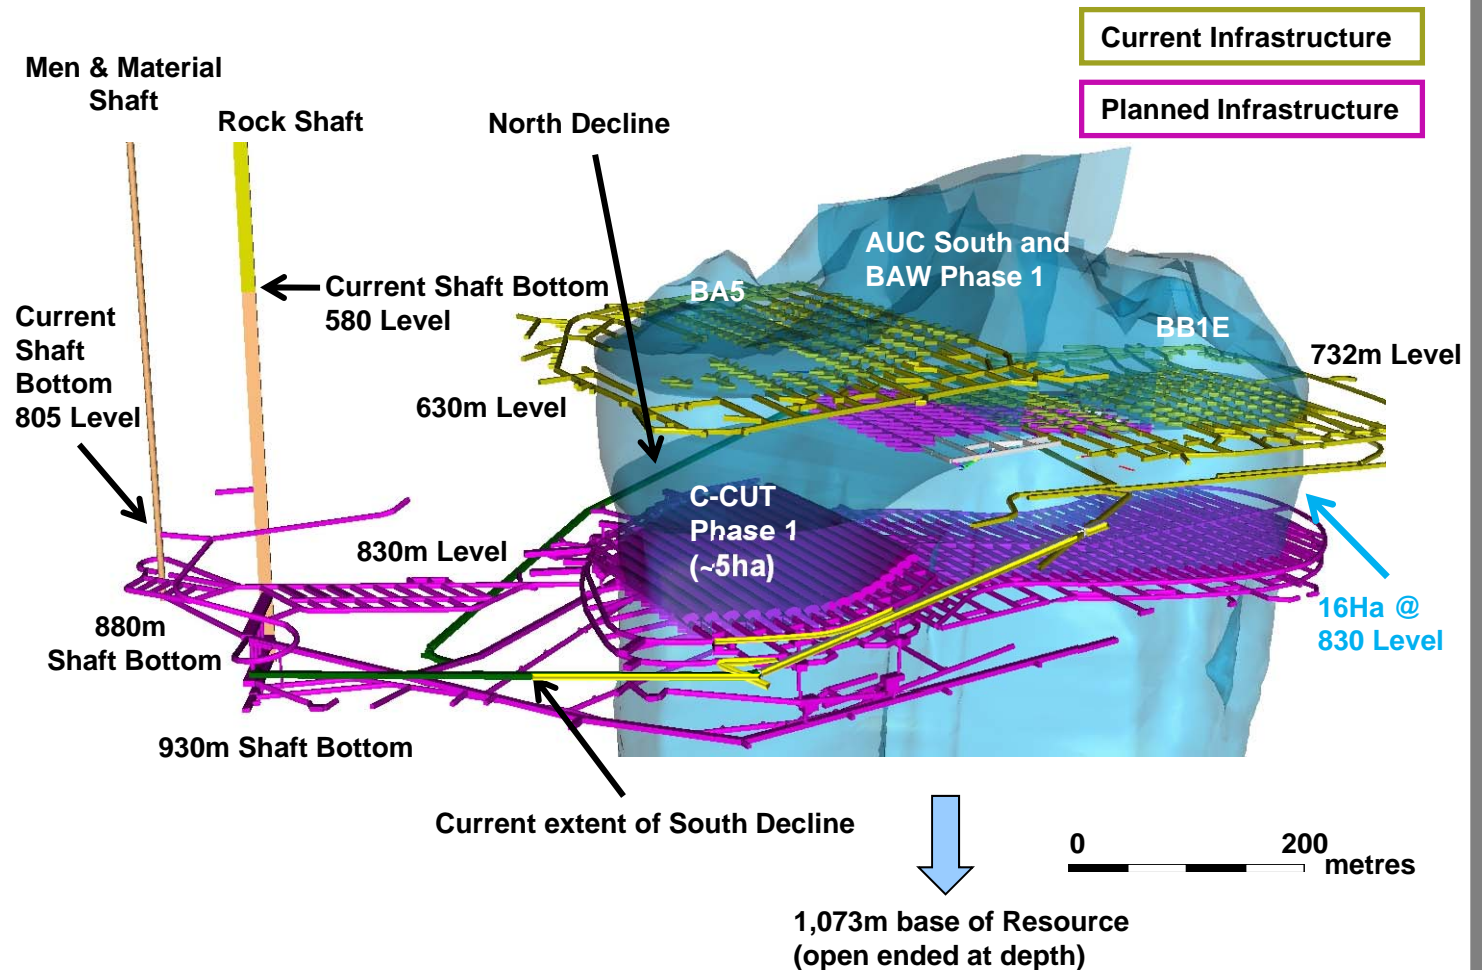 Current Infrastructure
Planned Infrastructure
Men & Material
Shaft
Rock Shaft
North Decline
AUC South and
BAW Phase 1
BA5
BB1E
Current Shaft Bottom
580 Level
Current
Shaft
Bottom
805 Level
732m Level
630m Level
C-CUT
Phase 1
(~5ha)
830m Level
16Ha @
830 Level
880m
Shaft Bottom
930m Shaft Bottom
Current extent of South Decline
0 200
metres
1,073m base of Resource
(open ended at depth)